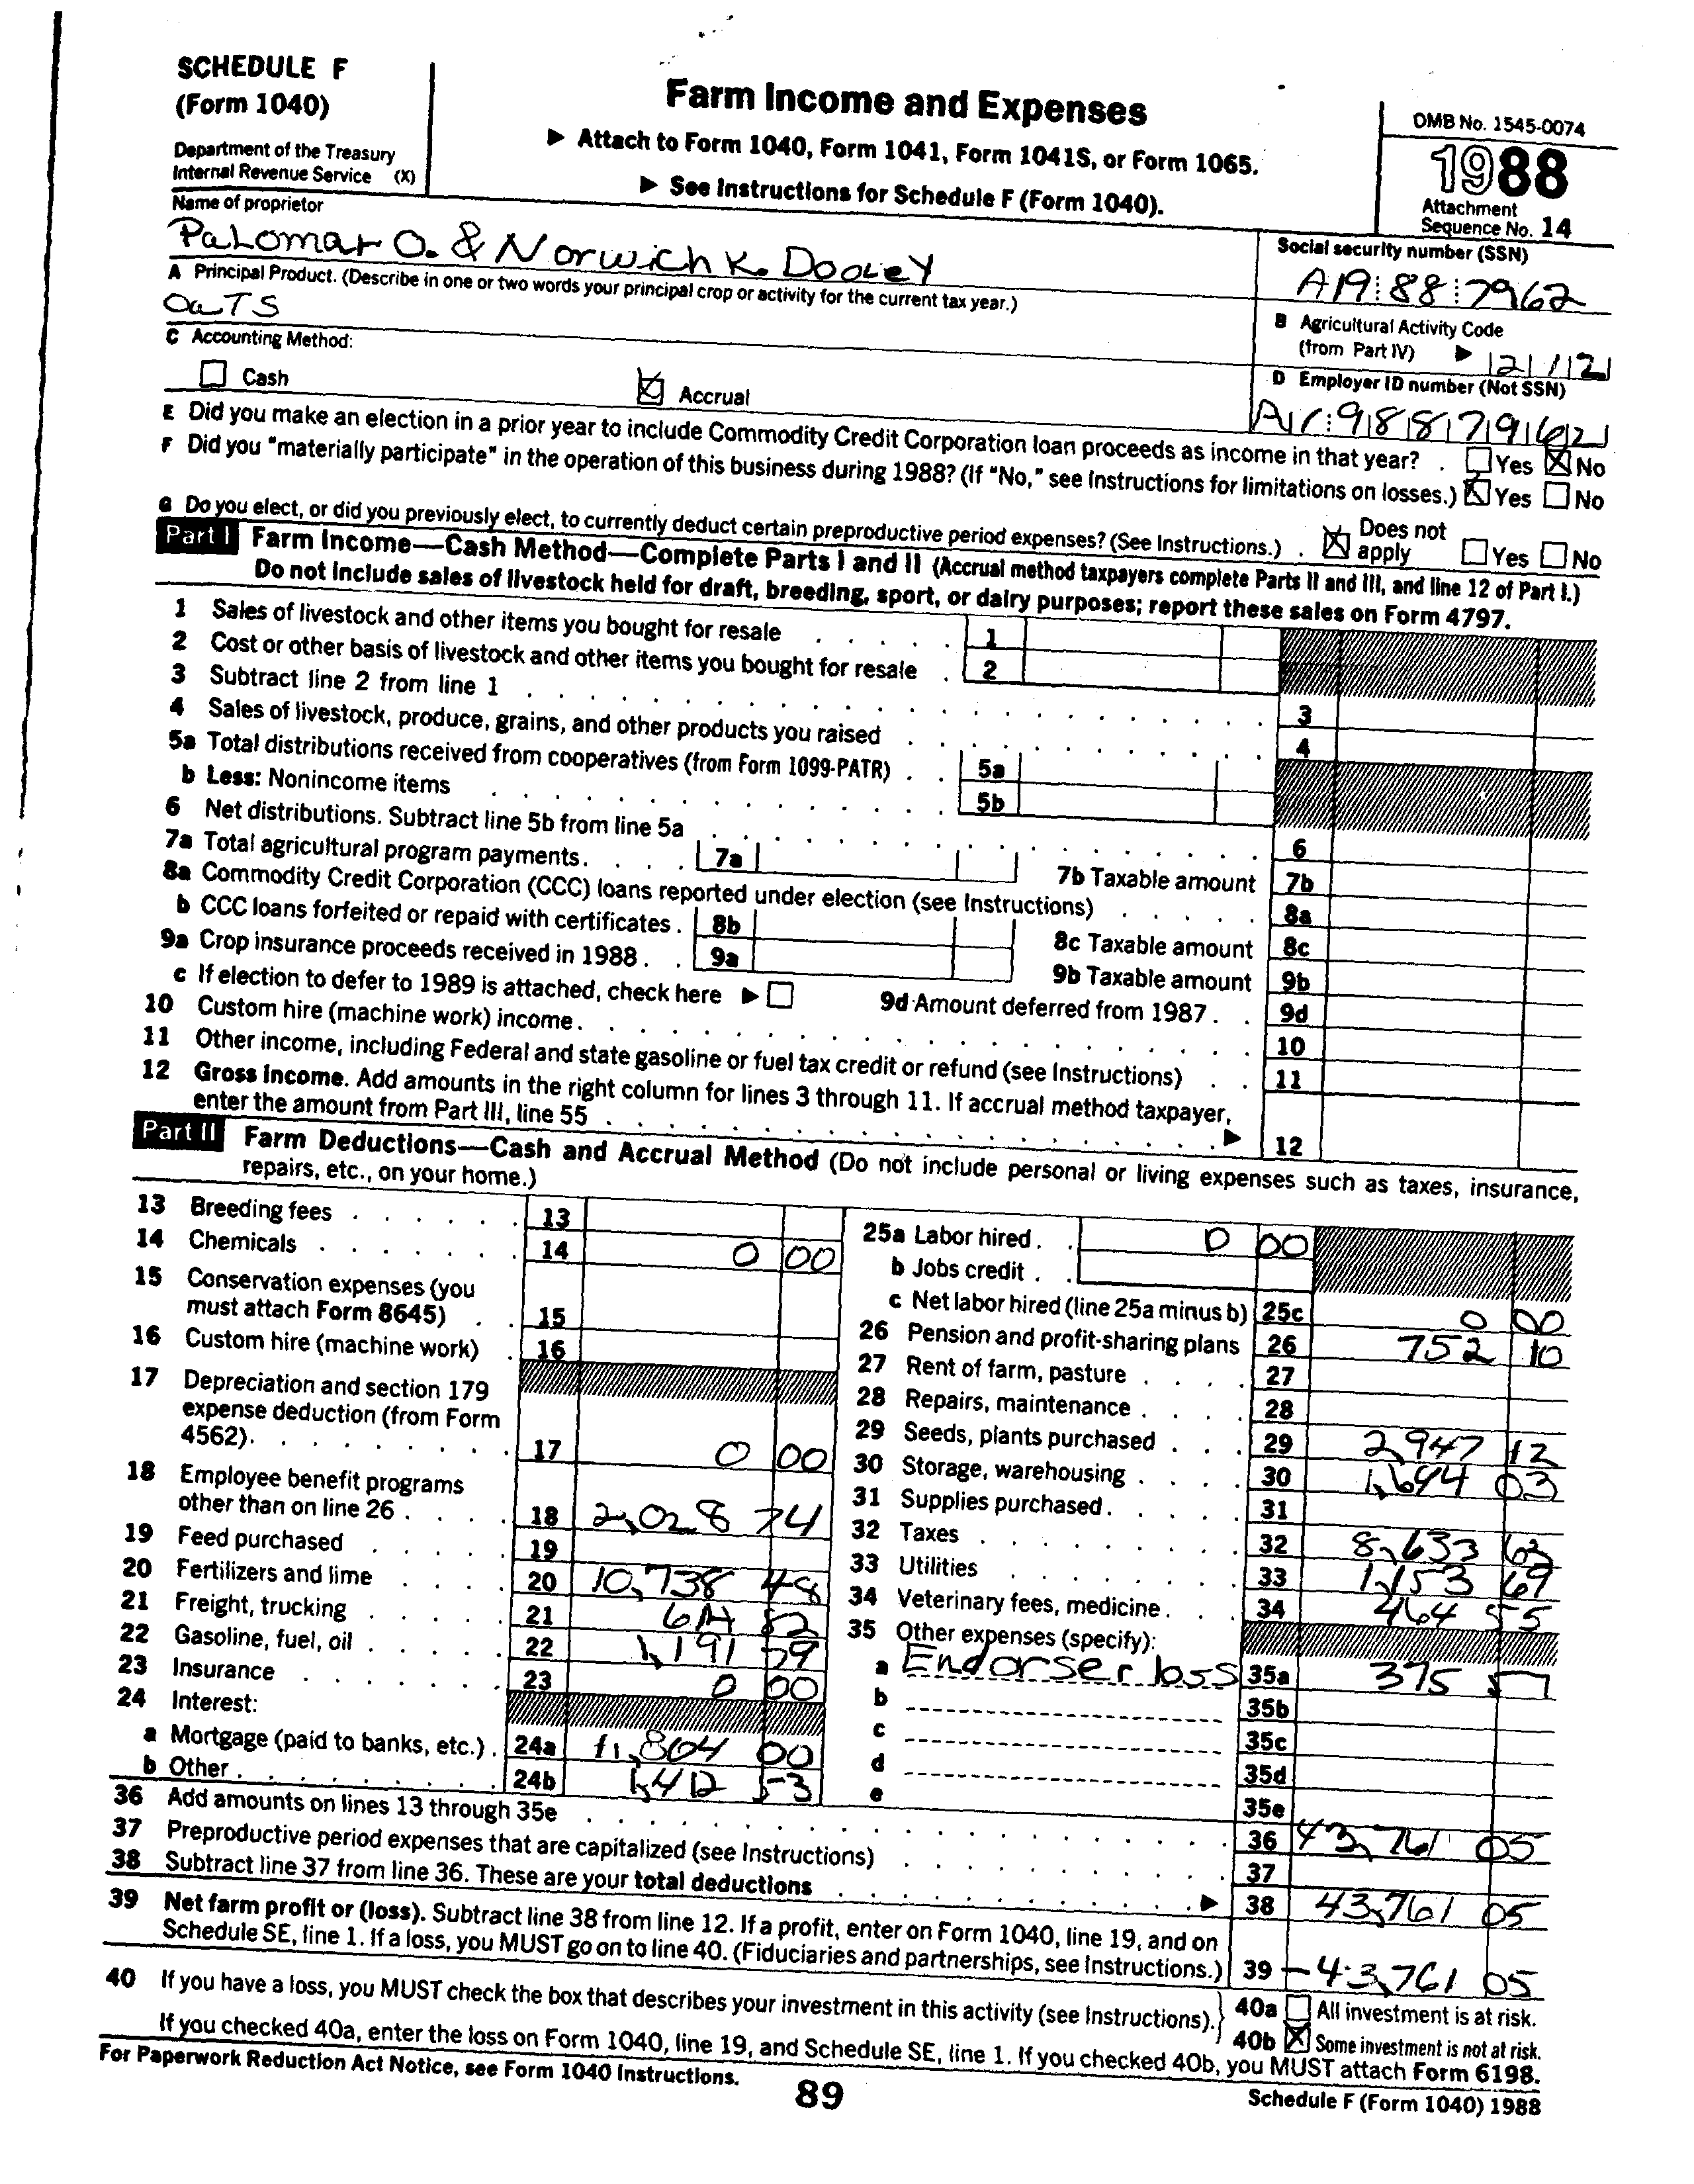 SCHEDULE F
(Form 1040)
Department of the Treasury
Internal Revenue Service (X)
Farm Income and Expenses
▶ Attach to Form 1040, Form 1041, Form 1041S, or Form 1065.
▶ See Instructions for Schedule F (Form 1040).
OMB No. 1545-0074
1988
Attachment
Sequence No. 14
Name of proprietor
Palomar O. & Norwich K. Dooley
Social security number (SSN)
A19 88 7962
A Principal Product. (Describe in one or two words your principal crop or activity for the current tax year.)
Oats
B Agricultural Activity Code
(from Part IV) ▶ 2 1 2
C Accounting Method:
Cash Accrual
D Employer ID number (Not SSN)
A1 9887962
E Did you make an election in a prior year to include Commodity Credit Corporation loan proceeds as income in that year? . Yes No
F Did you "materially participate" in the operation of this business during 1988? (If "No," see Instructions for limitations on losses.) Yes No
G Do you elect, or did you previously elect, to currently deduct certain preproductive period expenses? (See Instructions.) . Does not apply Yes No
Part I Farm Income—Cash Method—Complete Parts I and II (Accrual method taxpayers complete Parts II and III, and line 12 of Part I.)
Do not include sales of livestock held for draft, breeding, sport, or dairy purposes; report these sales on Form 4797.
1 Sales of livestock and other items you bought for resale 1
2 Cost or other basis of livestock and other items you bought for resale 2
3 Subtract line 2 from line 1 3
4 Sales of livestock, produce, grains, and other products you raised 4
5a Total distributions received from cooperatives (from Form 1099-PATR) 5a
b Less: Nonincome items 5b
6 Net distributions. Subtract line 5b from line 5a 6
7a Total agricultural program payments. 7a 7b Taxable amount 7b
8a Commodity Credit Corporation (CCC) loans reported under election (see Instructions) 8a
b CCC loans forfeited or repaid with certificates . 8b 8c Taxable amount 8c
9a Crop insurance proceeds received in 1988 . 9a 9b Taxable amount 9b
c If election to defer to 1989 is attached, check here ▶ 9d Amount deferred from 1987 . 9d
10 Custom hire (machine work) income. 10
11 Other income, including Federal and state gasoline or fuel tax credit or refund (see Instructions) 11
12 Gross Income. Add amounts in the right column for lines 3 through 11. If accrual method taxpayer,
enter the amount from Part III, line 55 ▶ 12
Part II Farm Deductions—Cash and Accrual Method (Do not include personal or living expenses such as taxes, insurance,
repairs, etc., on your home.)
13 Breeding fees 13
14 Chemicals 14 0 00
15 Conservation expenses (you
must attach Form 8645) 15
16 Custom hire (machine work) 16
17 Depreciation and section 179
expense deduction (from Form
4562). 17 0 00
18 Employee benefit programs
other than on line 26 18 2,028 74
19 Feed purchased 19
20 Fertilizers and lime 20 10,738 48
21 Freight, trucking 21
22 Gasoline, fuel, oil 22 1,191 59
23 Insurance 23 0 00
24 Interest:
a Mortgage (paid to banks, etc.) . 24a 11,804 00
b Other 24b 1,412 53
25a Labor hired . 0 00
b Jobs credit .
c Net labor hired (line 25a minus b) 25c 0 00
26 Pension and profit-sharing plans 26 752 10
27 Rent of farm, pasture 27
28 Repairs, maintenance 28
29 Seeds, plants purchased 29 2,947 12
30 Storage, warehousing 30 1,644 03
31 Supplies purchased. 31
32 Taxes 32 8,633 63
33 Utilities 33 1,153 69
34 Veterinary fees, medicine. 34 464 55
35 Other expenses (specify):
a Endorser loss 35a 375 57
b 35b
c 35c
d 35d
e 35e
36 Add amounts on lines 13 through 35e 36 43,761 05
37 Preproductive period expenses that are capitalized (see Instructions) 37
38 Subtract line 37 from line 36. These are your total deductions ▶ 38 43,761 05
39 Net farm profit or (loss). Subtract line 38 from line 12. If a profit, enter on Form 1040, line 19, and on
Schedule SE, line 1. If a loss, you MUST go on to line 40. (Fiduciaries and partnerships, see Instructions.) 39 -43,761 05
40 If you have a loss, you MUST check the box that describes your investment in this activity (see Instructions). 40a All investment is at risk.
40b Some investment is not at risk.
If you checked 40a, enter the loss on Form 1040, line 19, and Schedule SE, line 1. If you checked 40b, you MUST attach Form 6198.
For Paperwork Reduction Act Notice, see Form 1040 Instructions.
89
Schedule F (Form 1040) 1988